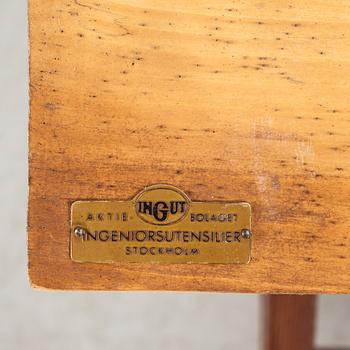 INGUT
AKTIE- BOLAGET
INGENIORSUTENSILIER
STOCKHOLM